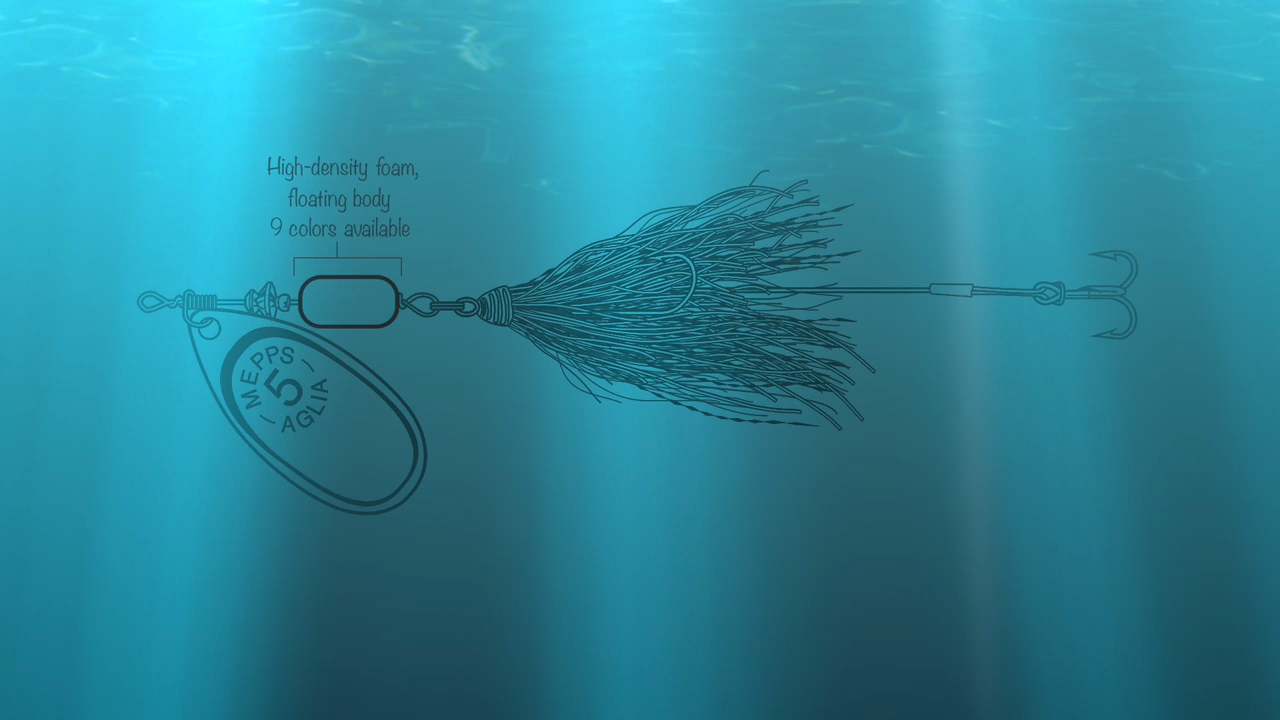 High-density foam,
floating body
9 colors available
MEPPS
5
AGLIA